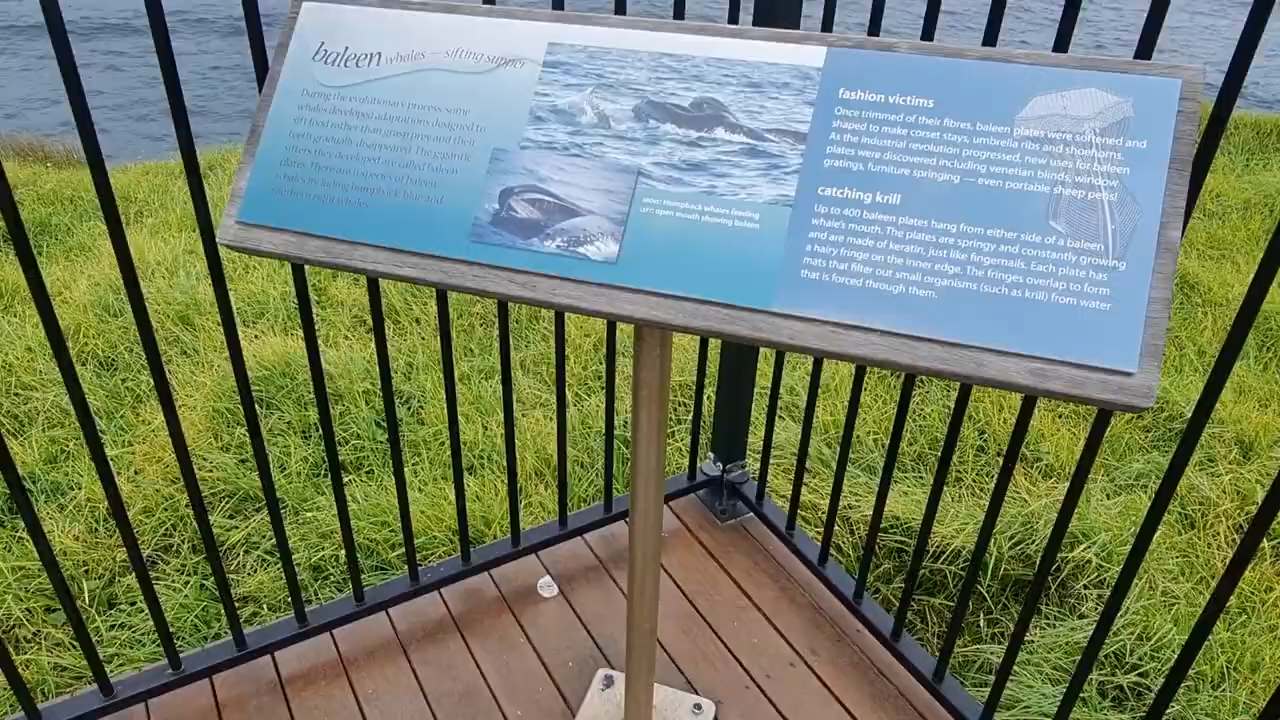 baleen whales — sifting supper
During the evolutionary process some
whales developed adaptations designed to
sift food rather than grasp prey and their
teeth gradually disappeared. The gigantic
sifters they developed are called baleen
plates. There are 11 species of baleen
whales including humpback, blue and
southern right whales.
Humpback whales feeding
open mouth showing baleen
fashion victims
Once trimmed of their fibres, baleen plates were softened and
shaped to make corset stays, umbrella ribs and shoehorns.
As the industrial revolution progressed, new uses for baleen
plates were discovered including venetian blinds, window
gratings, furniture springing — even portable sheep pens!
catching krill
Up to 400 baleen plates hang from either side of a baleen
whale's mouth. The plates are springy and constantly growing
and are made of keratin, just like fingernails. Each plate has
a hairy fringe on the inner edge. The fringes overlap to form
mats that filter out small organisms (such as krill) from water
that is forced through them.